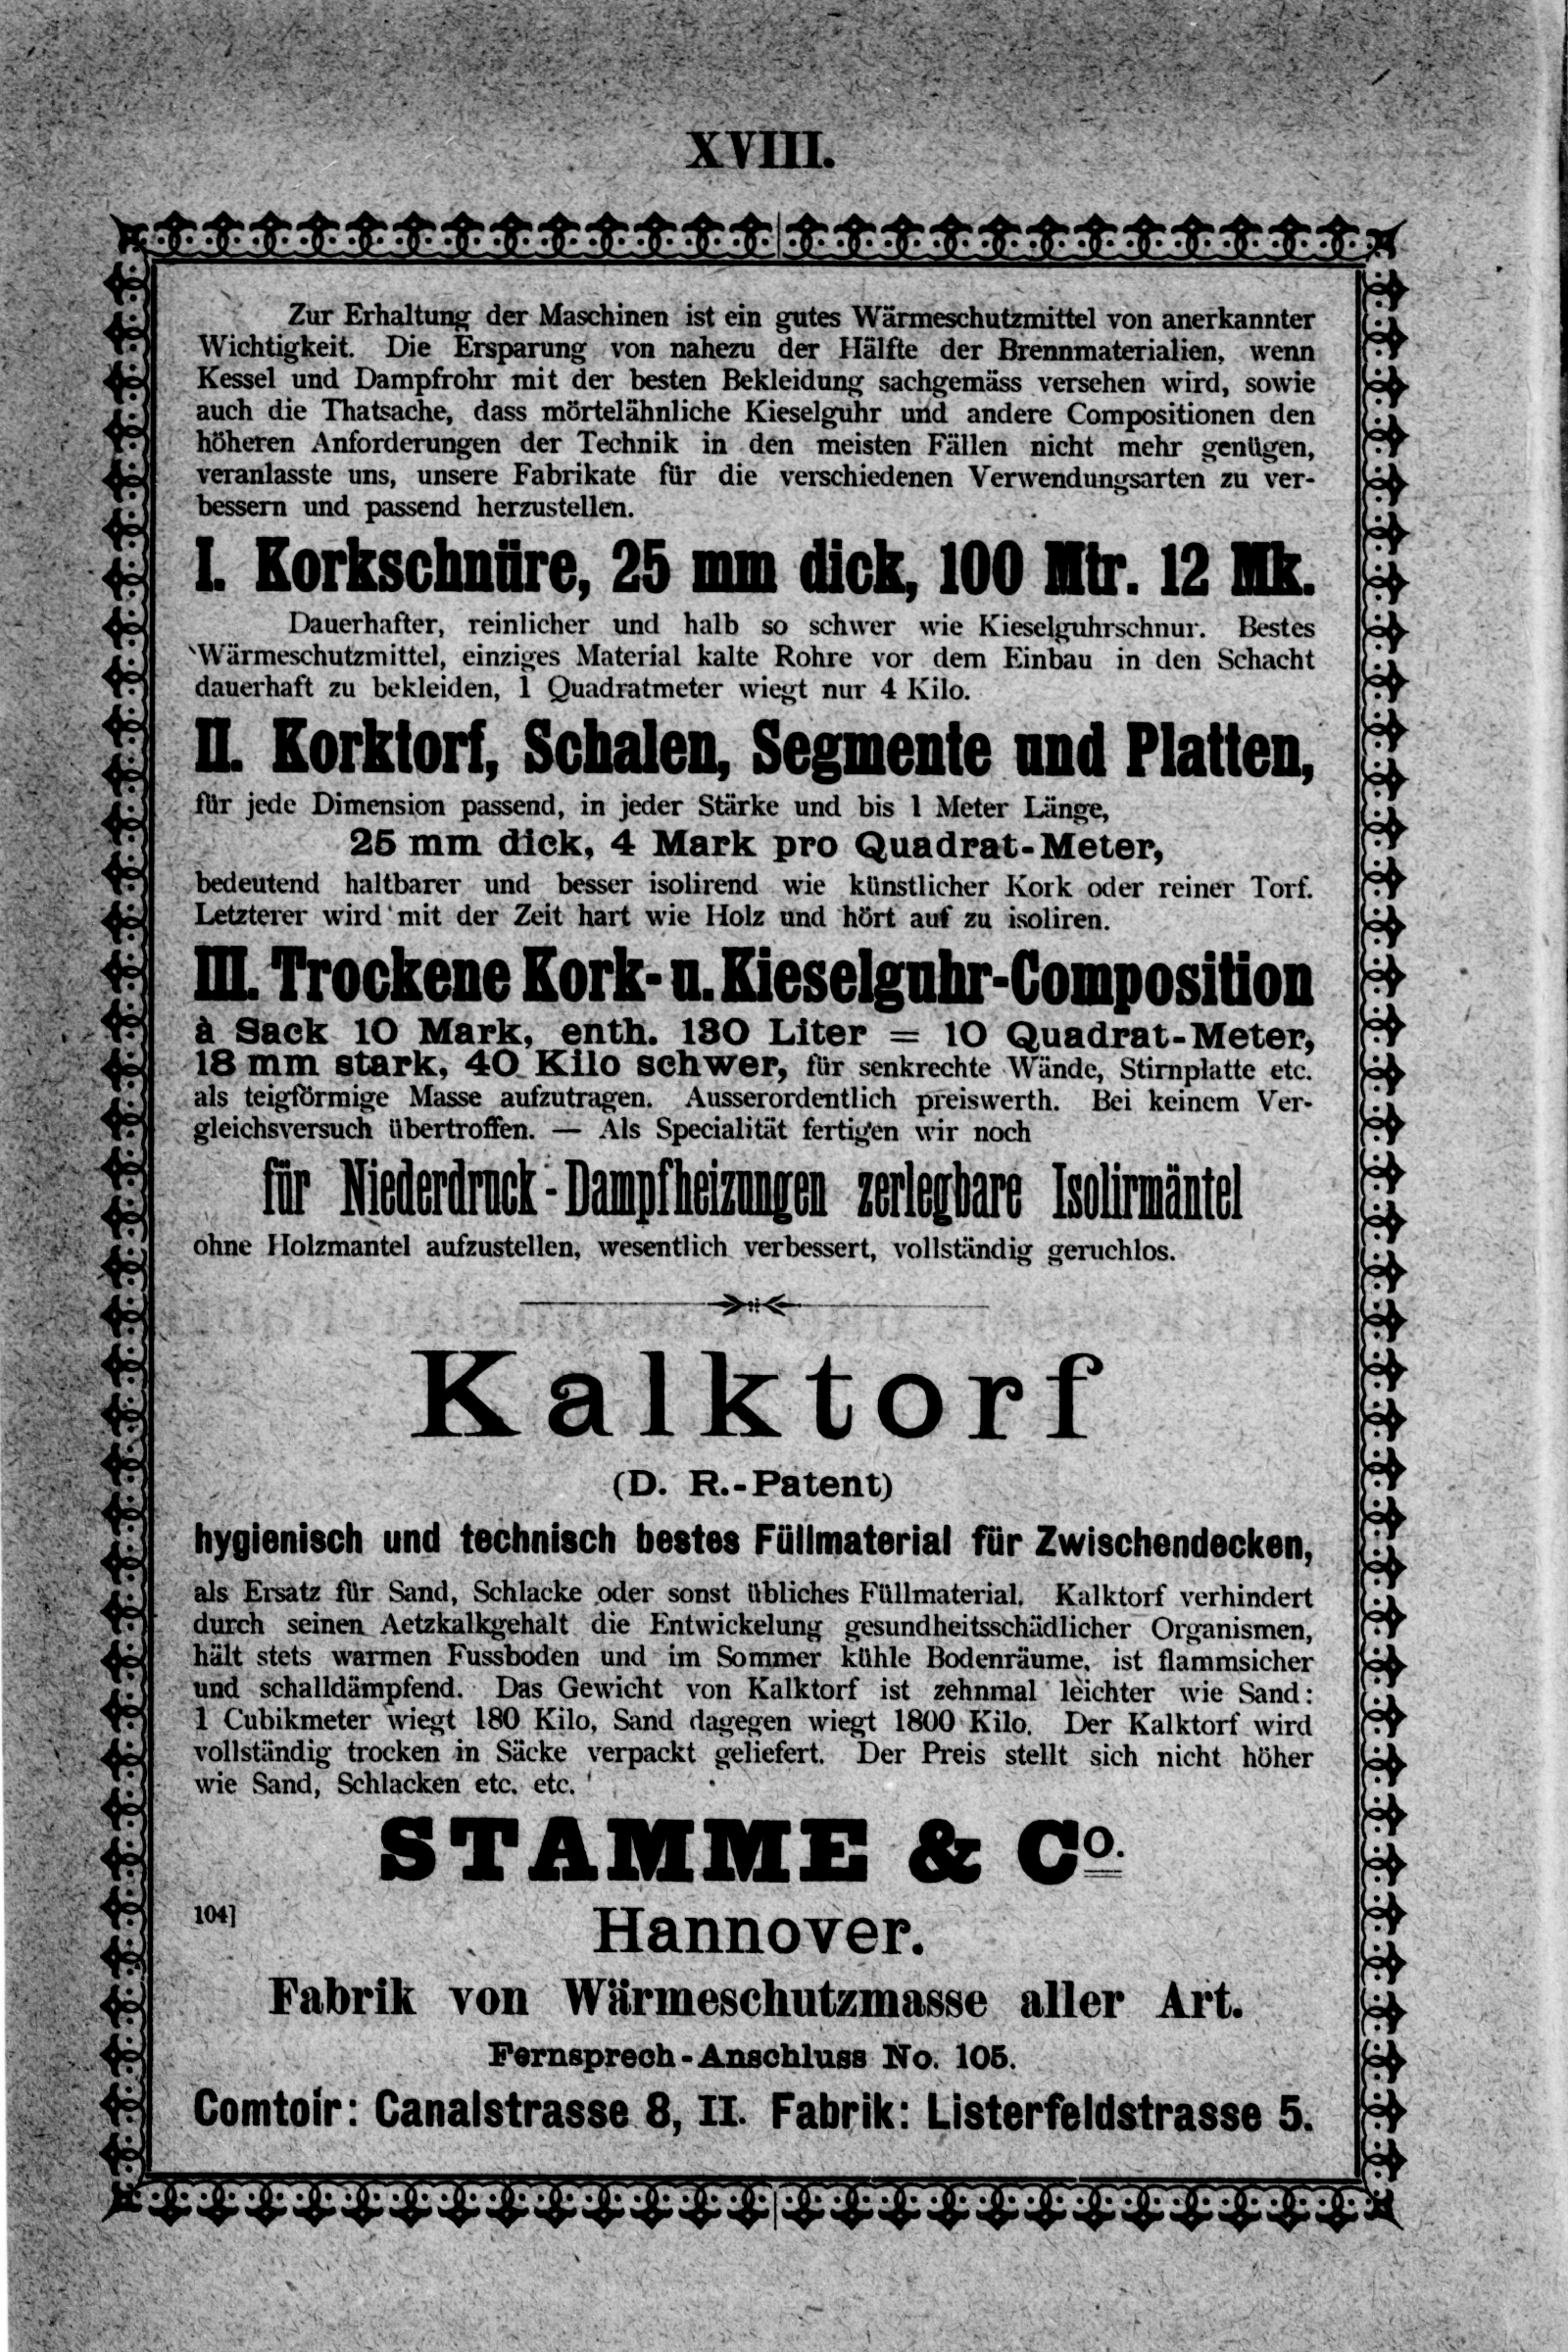 XVIII.
Zur Erhaltung der Maschinen ist ein gutes Wärmeschutzmittel von anerkannter
Wichtigkeit. Die Ersparung von nahezu der Hälfte der Brennmaterialien, wenn
Kessel und Dampfrohr mit der besten Bekleidung sachgemäss versehen wird, sowie
auch die Thatsache, dass mörtelähnliche Kieselguhr und andere Compositionen den
höheren Anforderungen der Technik in den meisten Fällen nicht mehr genügen,
veranlasste uns, unsere Fabrikate für die verschiedenen Verwendungsarten zu ver-
bessern und passend herzustellen.
I. Korkschnüre, 25 mm dick, 100 Mtr. 12 Mk.
Dauerhafter, reinlicher und halb so schwer wie Kieselguhrschnur. Bestes
Wärmeschutzmittel, einziges Material kalte Rohre vor dem Einbau in den Schacht
dauerhaft zu bekleiden, 1 Quadratmeter wiegt nur 4 Kilo.
II. Korktorf, Schalen, Segmente und Platten,
für jede Dimension passend, in jeder Stärke und bis 1 Meter Länge,
25 mm dick, 4 Mark pro Quadrat-Meter,
bedeutend haltbarer und besser isolirend wie künstlicher Kork oder reiner Torf.
Letzterer wird mit der Zeit hart wie Holz und hört auf zu isoliren.
III. Trockene Kork- u. Kieselguhr-Composition
à Sack 10 Mark, enth. 130 Liter = 10 Quadrat-Meter,
18 mm stark, 40 Kilo schwer, für senkrechte Wände, Stirnplatte etc.
als teigförmige Masse aufzutragen. Ausserordentlich preiswerth. Bei keinem Ver-
gleichsversuch übertroffen. — Als Specialität fertigen wir noch
für Niederdruck-Dampfheizungen zerlegbare Isolirmäntel
ohne Holzmantel aufzustellen, wesentlich verbessert, vollständig geruchlos.
Kalktorf
(D. R.-Patent)
hygienisch und technisch bestes Füllmaterial für Zwischendecken,
als Ersatz für Sand, Schlacke oder sonst übliches Füllmaterial. Kalktorf verhindert
durch seinen Aetzkalkgehalt die Entwickelung gesundheitsschädlicher Organismen,
hält stets warmen Fussboden und im Sommer kühle Bodenräume, ist flammsicher
und schalldämpfend. Das Gewicht von Kalktorf ist zehnmal leichter wie Sand:
1 Cubikmeter wiegt 180 Kilo, Sand dagegen wiegt 1800 Kilo. Der Kalktorf wird
vollständig trocken in Säcke verpackt geliefert. Der Preis stellt sich nicht höher
wie Sand, Schlacken etc. etc.
STAMME & Co.
104]
Hannover.
Fabrik von Wärmeschutzmasse aller Art.
Fernsprech-Anschluss No. 105.
Comtoir: Canalstrasse 8, II. Fabrik: Listerfeldstrasse 5.